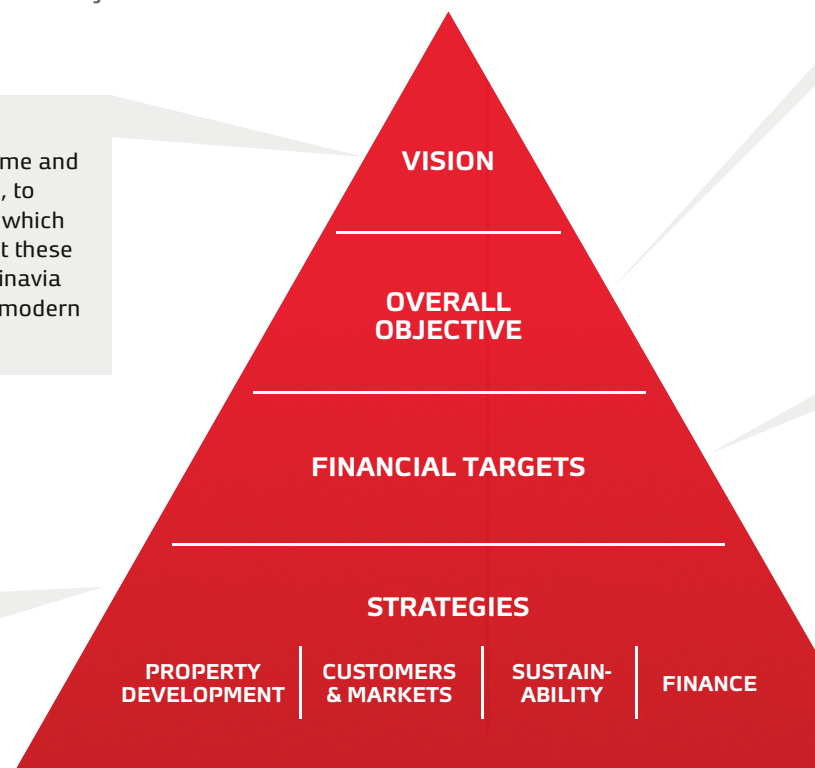 me and
, to
which
t these
inavia
modern
VISION
OVERALL
OBJECTIVE
FINANCIAL TARGETS
STRATEGIES
PROPERTY
DEVELOPMENT
CUSTOMERS
& MARKETS
SUSTAIN-
ABILITY
FINANCE